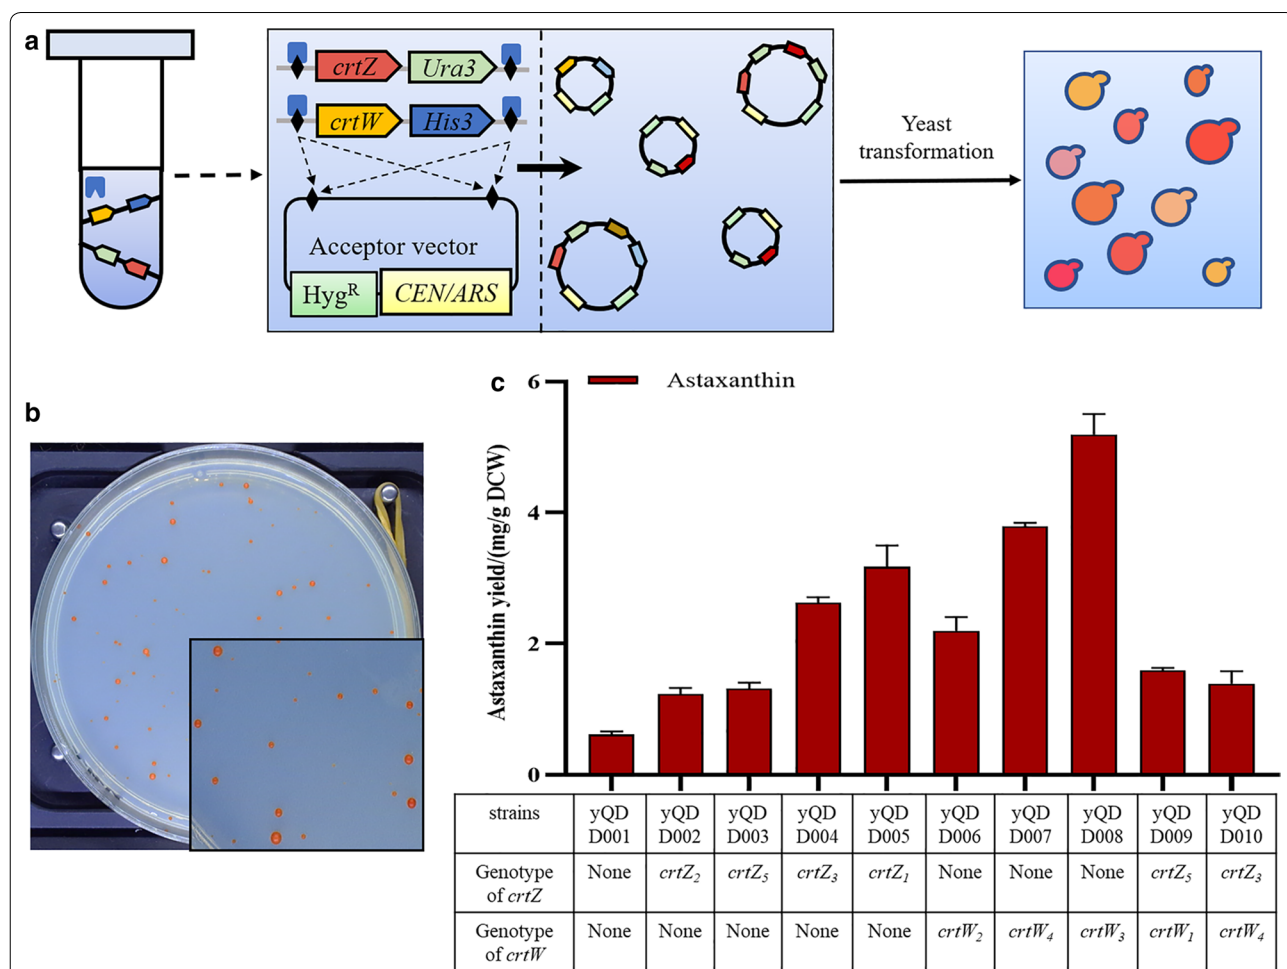 a
crtZ
Ura3
crtW
His3
Acceptor vector
Hyg^R
CEN/ARS
Yeast
transformation
b
c
Astaxanthin
Astaxanthin yield/(mg/g DCW)
6
4
2
0
strains yQD D001 yQD D002 yQD D003 yQD D004 yQD D005 yQD D006 yQD D007 yQD D008 yQD D009 yQD D010
Genotype of crtZ None crtZ₂ crtZ₅ crtZ₃ crtZ₁ None None None crtZ₅ crtZ₃
Genotype of crtW None None None None None crtW₂ crtW₄ crtW₃ crtW₁ crtW₄